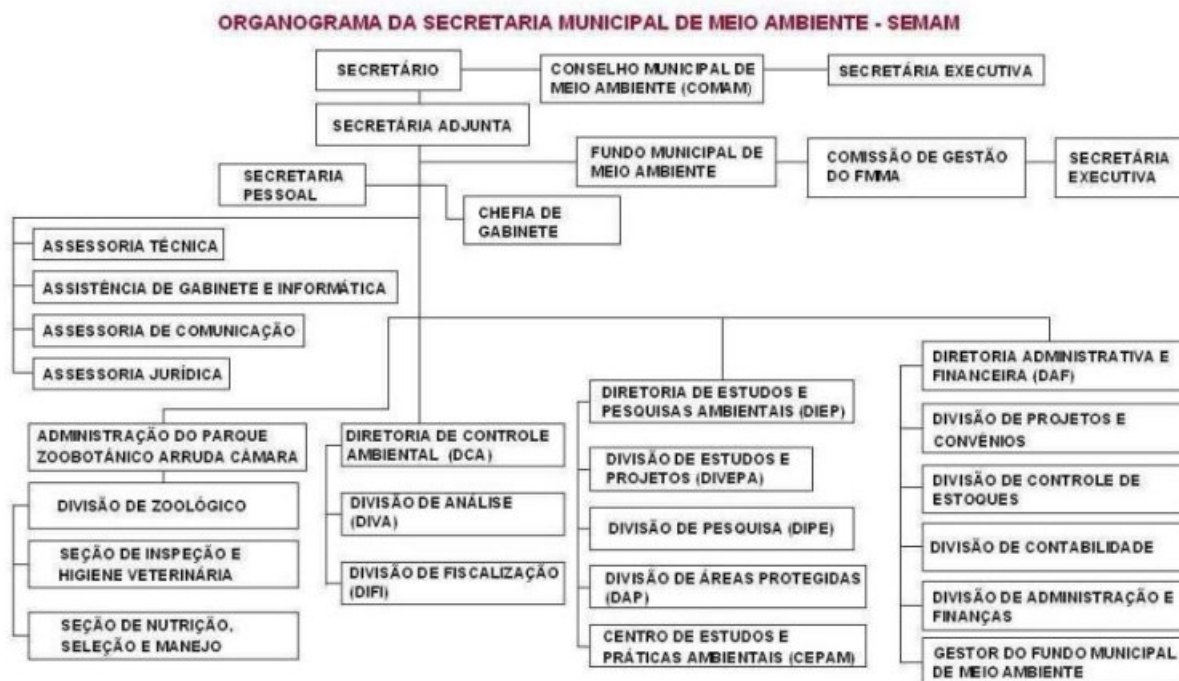 ORGANOGRAMA DA SECRETARIA MUNICIPAL DE MEIO AMBIENTE - SEMAM
SECRETÁRIO
CONSELHO MUNICIPAL DE
MEIO AMBIENTE (COMAM)
SECRETÁRIA EXECUTIVA
SECRETÁRIA ADJUNTA
FUNDO MUNICIPAL DE
MEIO AMBIENTE
COMISSÃO DE GESTÃO
DO FMMA
SECRETÁRIA
EXECUTIVA
SECRETARIA
PESSOAL
CHEFIA DE
GABINETE
ASSESSORIA TÉCNICA
ASSISTÊNCIA DE GABINETE E INFORMÁTICA
ASSESSORIA DE COMUNICAÇÃO
ASSESSORIA JURÍDICA
ADMINISTRAÇÃO DO PARQUE
ZOOBOTÂNICO ARRUDA CÂMARA
DIVISÃO DE ZOOLÓGICO
SEÇÃO DE INSPEÇÃO E
HIGIENE VETERINÁRIA
SEÇÃO DE NUTRIÇÃO,
SELEÇÃO E MANEJO
DIRETORIA DE CONTROLE
AMBIENTAL (DCA)
DIVISÃO DE ANÁLISE
(DIVA)
DIVISÃO DE FISCALIZAÇÃO
(DIFI)
DIRETORIA DE ESTUDOS E
PESQUISAS AMBIENTAIS (DIEP)
DIVISÃO DE ESTUDOS E
PROJETOS (DIVEPA)
DIVISÃO DE PESQUISA (DIPE)
DIVISÃO DE ÁREAS PROTEGIDAS
(DAP)
CENTRO DE ESTUDOS E
PRÁTICAS AMBIENTAIS (CEPAM)
DIRETORIA ADMINISTRATIVA E
FINANCEIRA (DAF)
DIVISÃO DE PROJETOS E
CONVÊNIOS
DIVISÃO DE CONTROLE DE
ESTOQUES
DIVISÃO DE CONTABILIDADE
DIVISÃO DE ADMINISTRAÇÃO E
FINANÇAS
GESTOR DO FUNDO MUNICIPAL
DE MEIO AMBIENTE